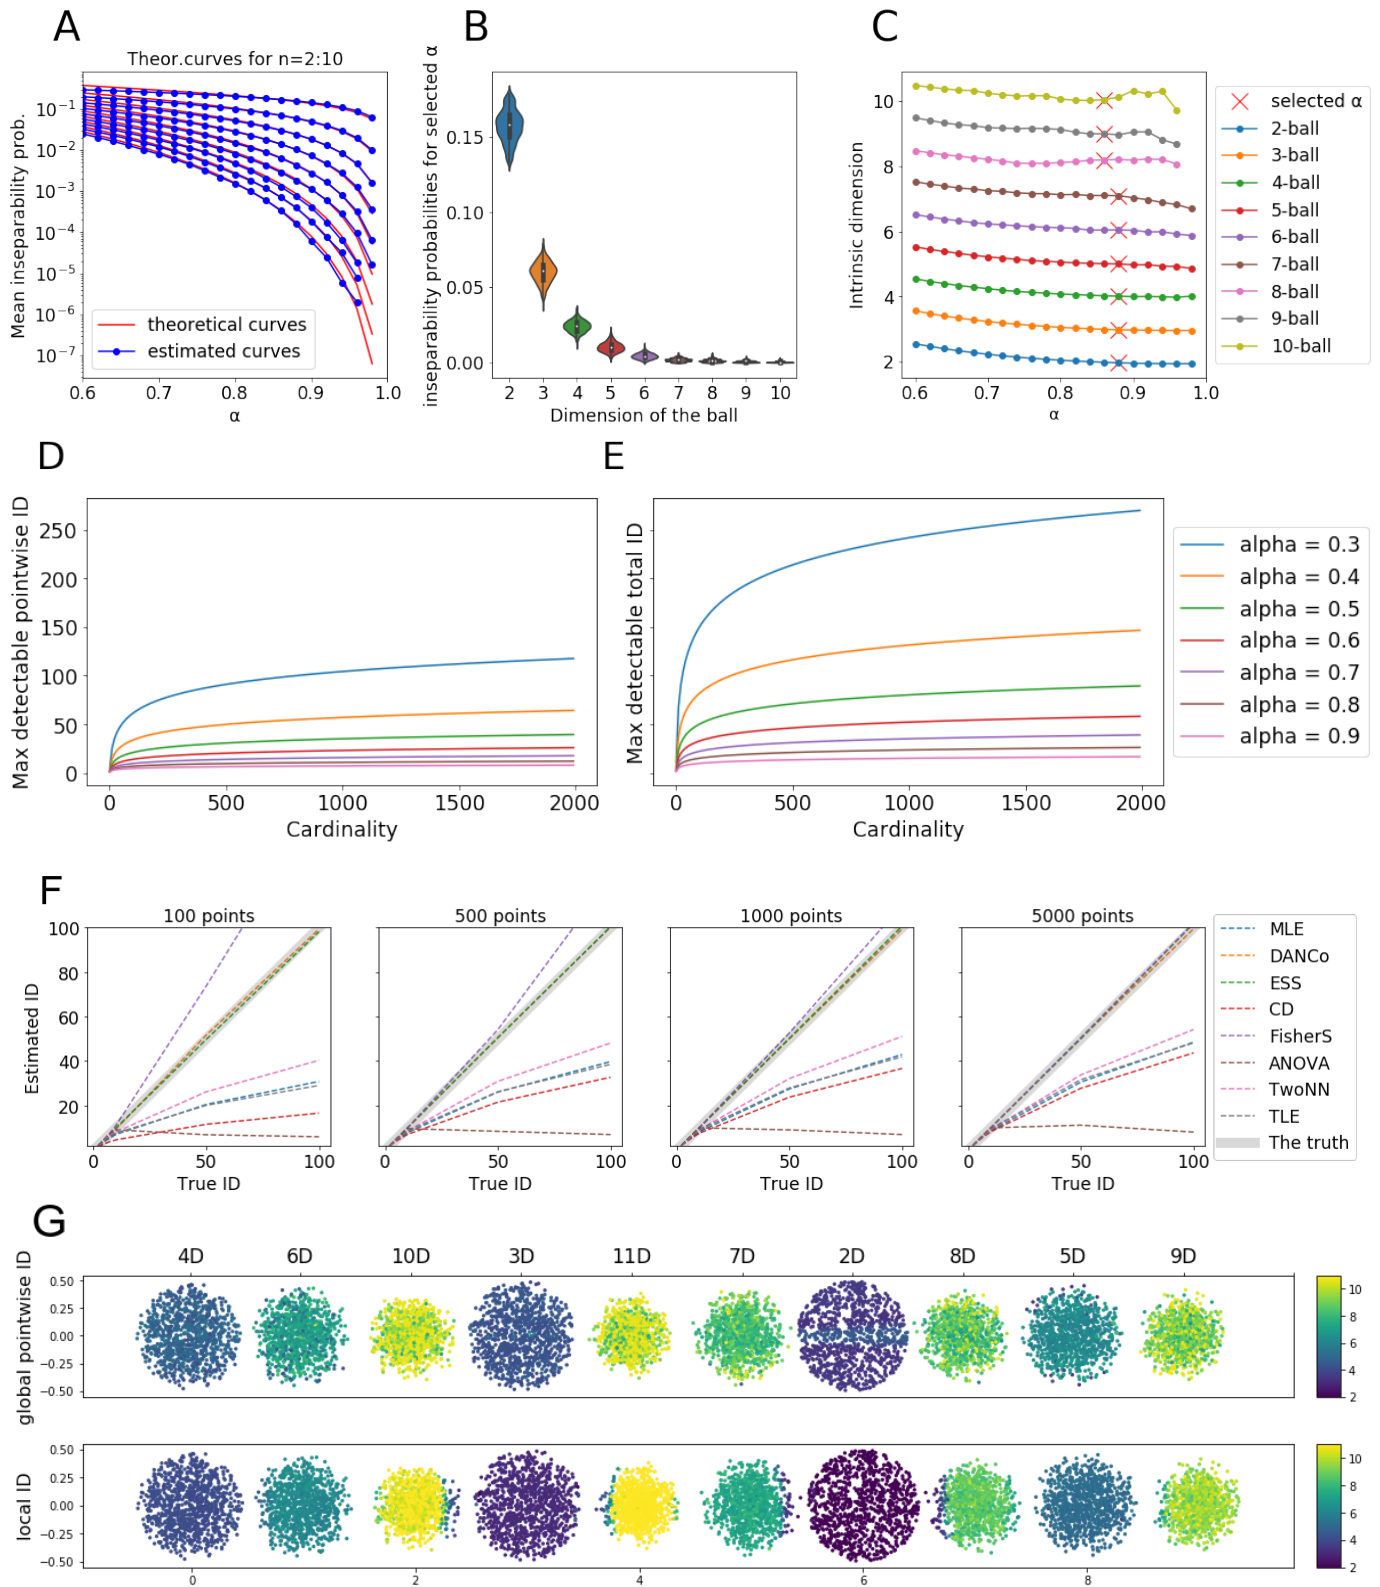 A
B
C
Theor.curves for n=2:10
Mean inseparability prob.
10⁻¹
10⁻²
10⁻³
10⁻⁴
10⁻⁵
10⁻⁶
10⁻⁷
theoretical curves
estimated curves
0.6 0.7 0.8 0.9 1.0
α
inseparability probabilities for selected α
0.15
0.10
0.05
0.00
2 3 4 5 6 7 8 9 10
Dimension of the ball
Intrinsic dimension
10
8
6
4
2
0.6 0.7 0.8 0.9 1.0
α
selected α
2-ball
3-ball
4-ball
5-ball
6-ball
7-ball
8-ball
9-ball
10-ball
D
E
Max detectable pointwise ID
250
200
150
100
50
0
0 500 1000 1500 2000
Cardinality
Max detectable total ID
0 500 1000 1500 2000
Cardinality
alpha = 0.3
alpha = 0.4
alpha = 0.5
alpha = 0.6
alpha = 0.7
alpha = 0.8
alpha = 0.9
F
100 points
500 points
1000 points
5000 points
Estimated ID
100
80
60
40
20
0 50 100
True ID
0 50 100
True ID
0 50 100
True ID
0 50 100
True ID
MLE
DANCo
ESS
CD
FisherS
ANOVA
TwoNN
TLE
The truth
G
4D 6D 10D 3D 11D 7D 2D 8D 5D 9D
global pointwise ID
0.50
0.25
0.00
−0.25
−0.50
10
8
6
4
2
local ID
0.50
0.25
0.00
−0.25
−0.50
0 2 4 6 8
10
8
6
4
2